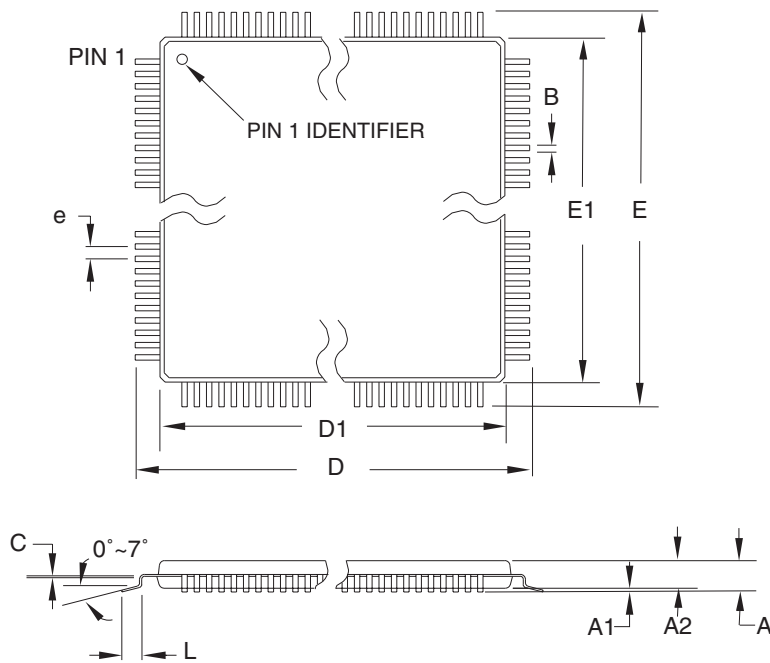 PIN 1
B
PIN 1 IDENTIFIER
e
E1
E
D1
D
C
0°~7°
A1
A2
A
L